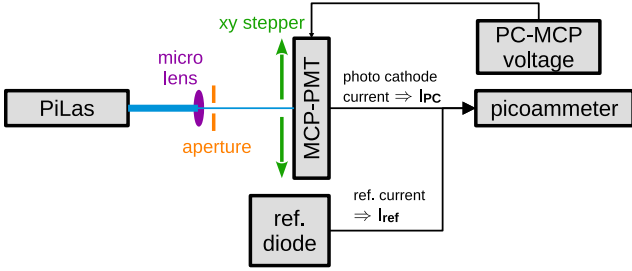 xy stepper
micro
lens
PiLas
aperture
MCP-PMT
PC-MCP
voltage
photo cathode
current ⇒ IPC
picoammeter
ref. current
⇒ Iref
ref.
diode